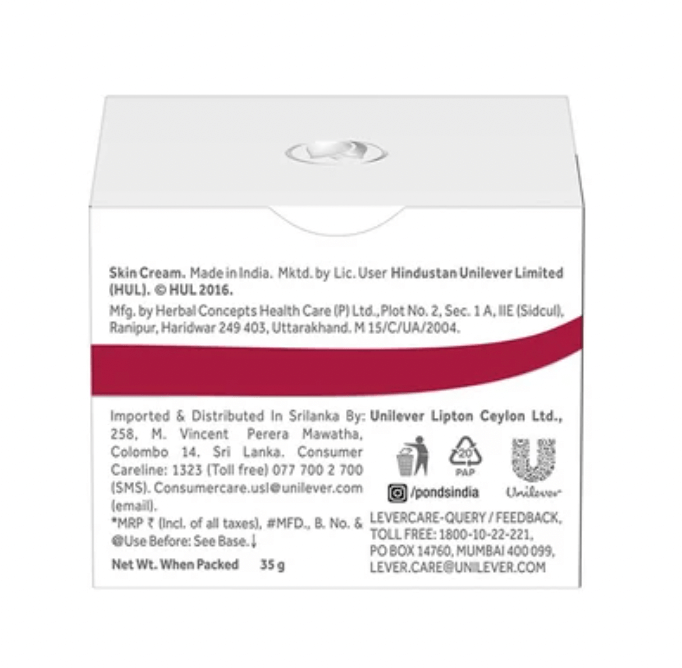 Skin Cream. Made in India. Mktd. by Lic. User Hindustan Unilever Limited
(HUL). © HUL 2016.
Mfg. by Herbal Concepts Health Care (P) Ltd.,Plot No. 2, Sec. 1 A, IIE (Sidcul),
Ranipur, Haridwar 249 403, Uttarakhand. M 15/C/UA/2004.
Imported & Distributed In Srilanka By:
258, M. Vincent Perera Mawatha,
Colombo 14. Sri Lanka. Consumer
Careline: 1323 (Toll free) 077 700 2 700
(SMS). Consumercare.usl@unilever.com
(email).
*MRP ₹ (Incl. of all taxes), #MFD., B. No. &
@Use Before: See Base.↓
Net Wt. When Packed 35 g
Unilever Lipton Ceylon Ltd.,
20
PAP
/pondsindia
Unilever
LEVERCARE-QUERY / FEEDBACK,
TOLL FREE: 1800-10-22-221,
PO BOX 14760, MUMBAI 400 099,
LEVER.CARE@UNILEVER.COM